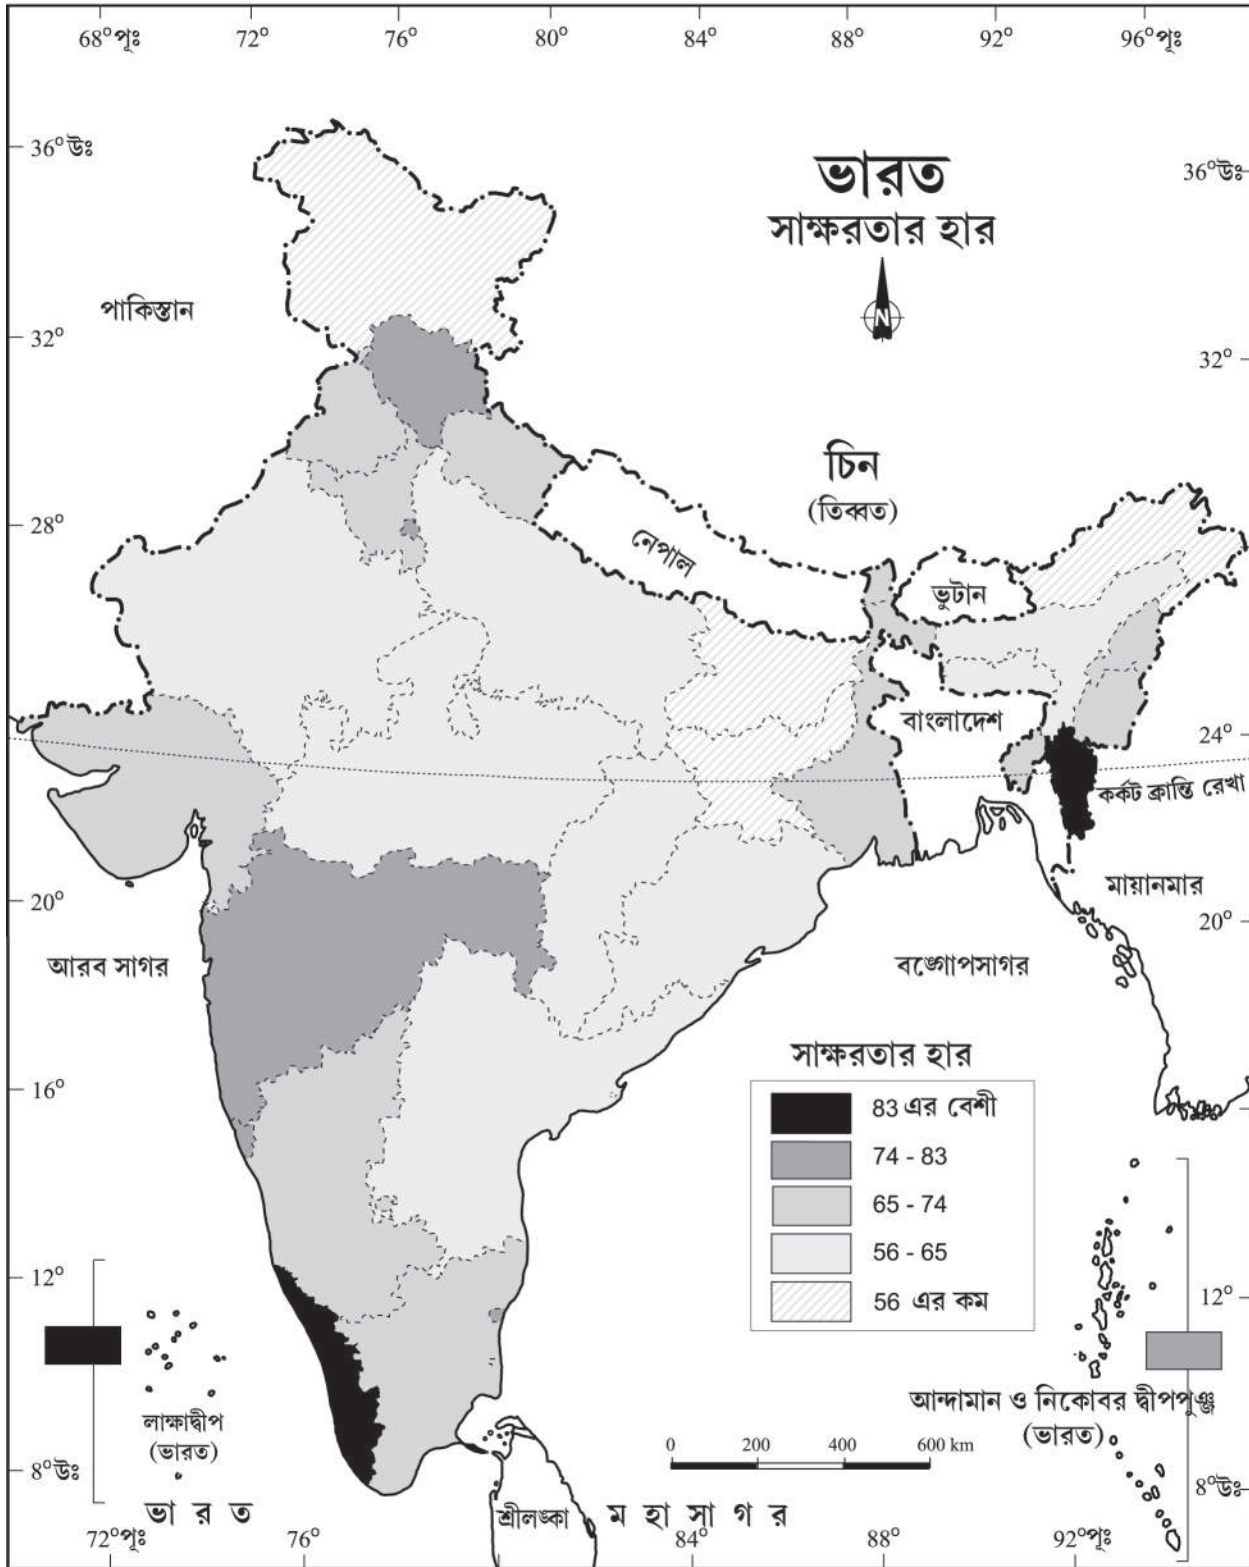 68°পূঃ 72° 76° 80° 84° 88° 92° 96°পূঃ
36°উঃ
ভারত
36°উঃ
সাক্ষরতার হার
N
পাকিস্তান
32°
32°
চিন
(তিব্বত)
28°
নেপাল
ভুটান
বাংলাদেশ
24°
কর্কট ক্রান্তি রেখা
মায়ানমার
20°
20°
আরব সাগর
বঙ্গোপসাগর
সাক্ষরতার হার
16°
83 এর বেশী
74 - 83
65 - 74
56 - 65
56 এর কম
12°
12°
লাক্ষাদ্বীপ
(ভারত)
আন্দামান ও নিকোবর দ্বীপপুঞ্জ
(ভারত)
0 200 400 600 km
8°উঃ
8°উঃ
ভারত মহাসাগর
শ্রীলঙ্কা
72°পূঃ 76° 84° 88° 92°পূঃ